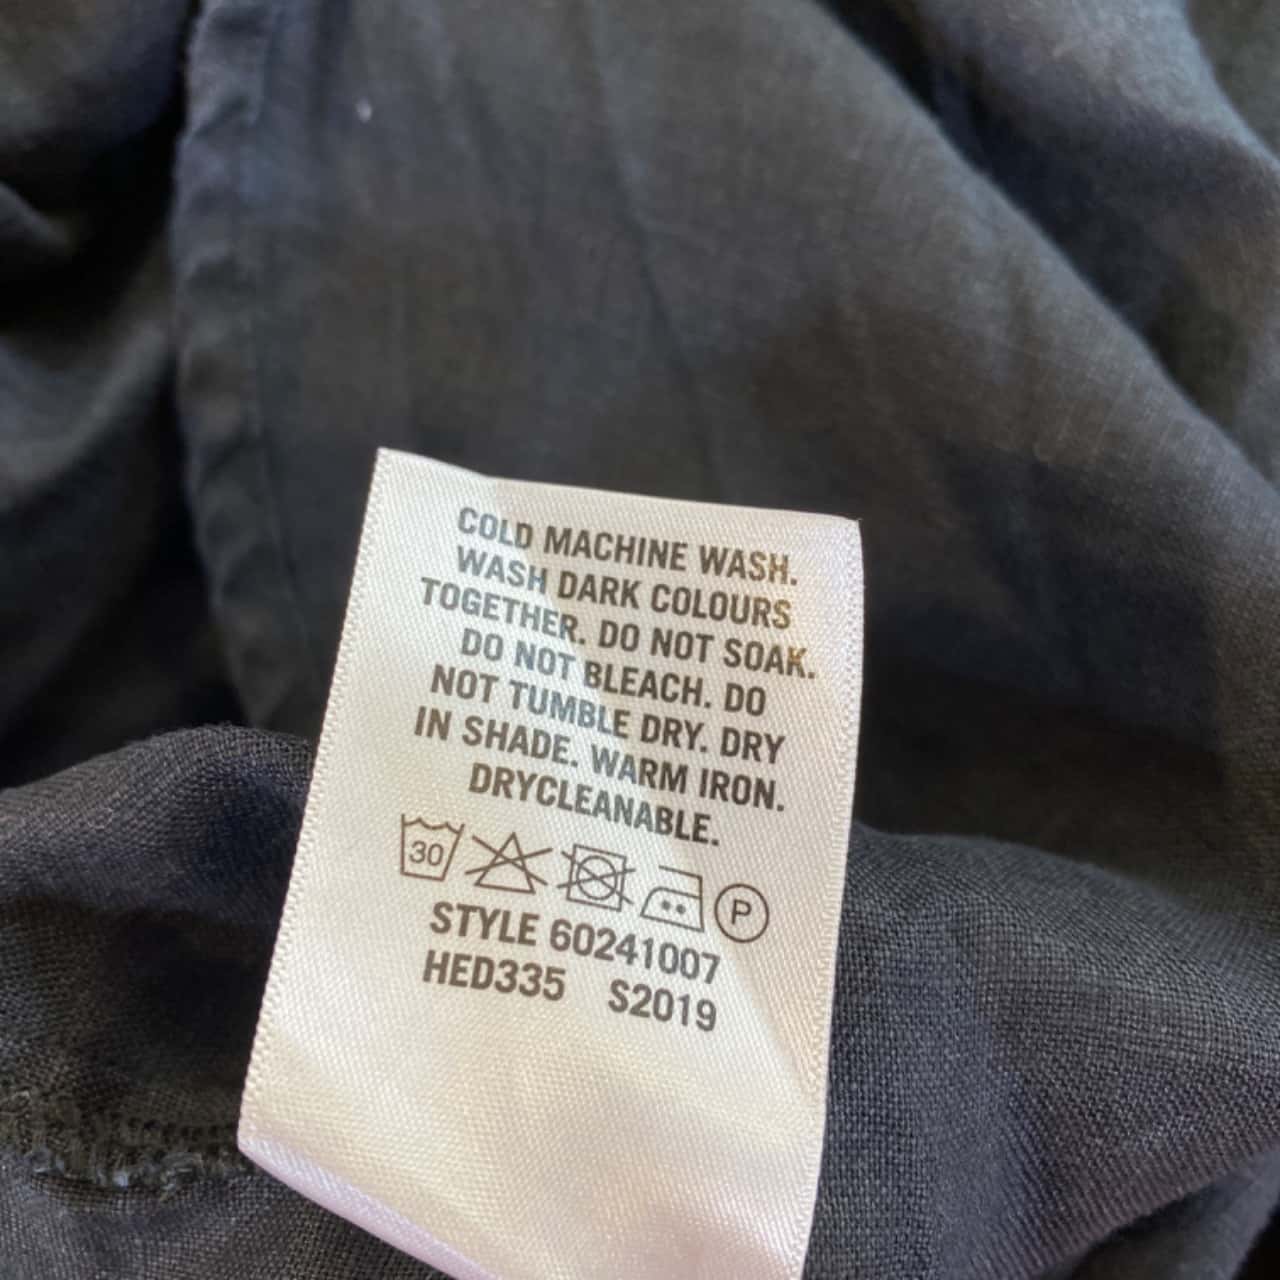 COLD MACHINE WASH.
WASH DARK COLOURS
TOGETHER. DO NOT SOAK.
DO NOT BLEACH. DO
NOT TUMBLE DRY. DRY
IN SHADE. WARM IRON.
DRYCLEANABLE.
30 P
STYLE 60241007
HED335 S2019